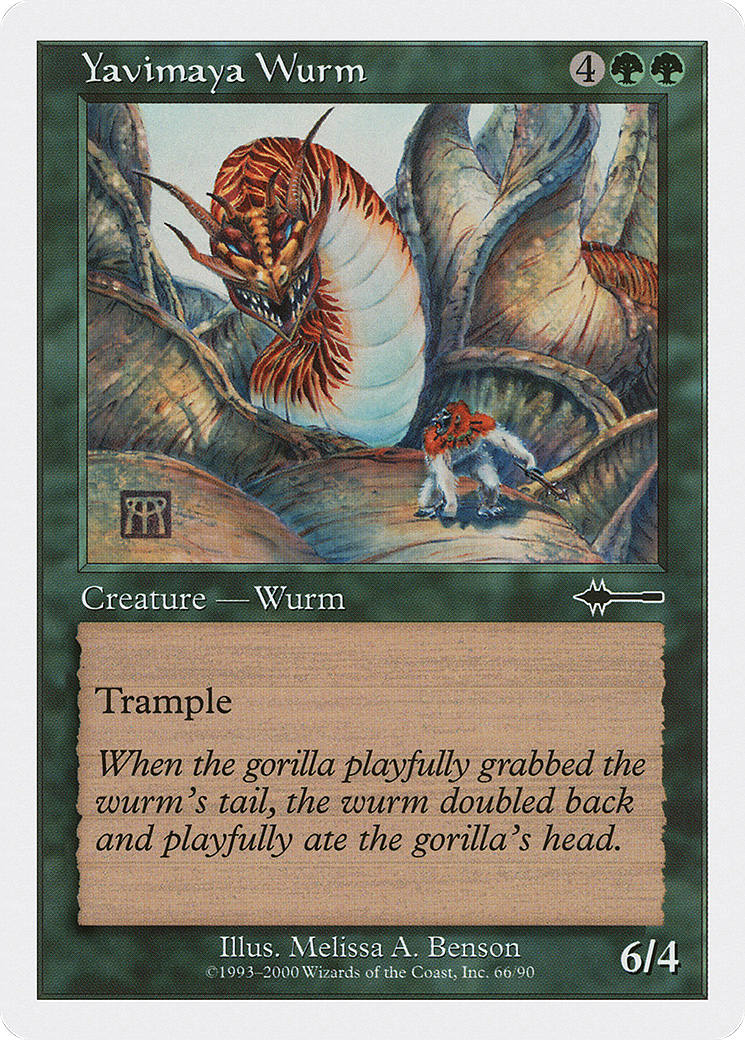 Yavimaya Wurm 4
Creature — Wurm
Trample
When the gorilla playfully grabbed the
wurm's tail, the wurm doubled back
and playfully ate the gorilla's head.
Illus. Melissa A. Benson
©1993–2000 Wizards of the Coast, Inc. 66/90
6/4